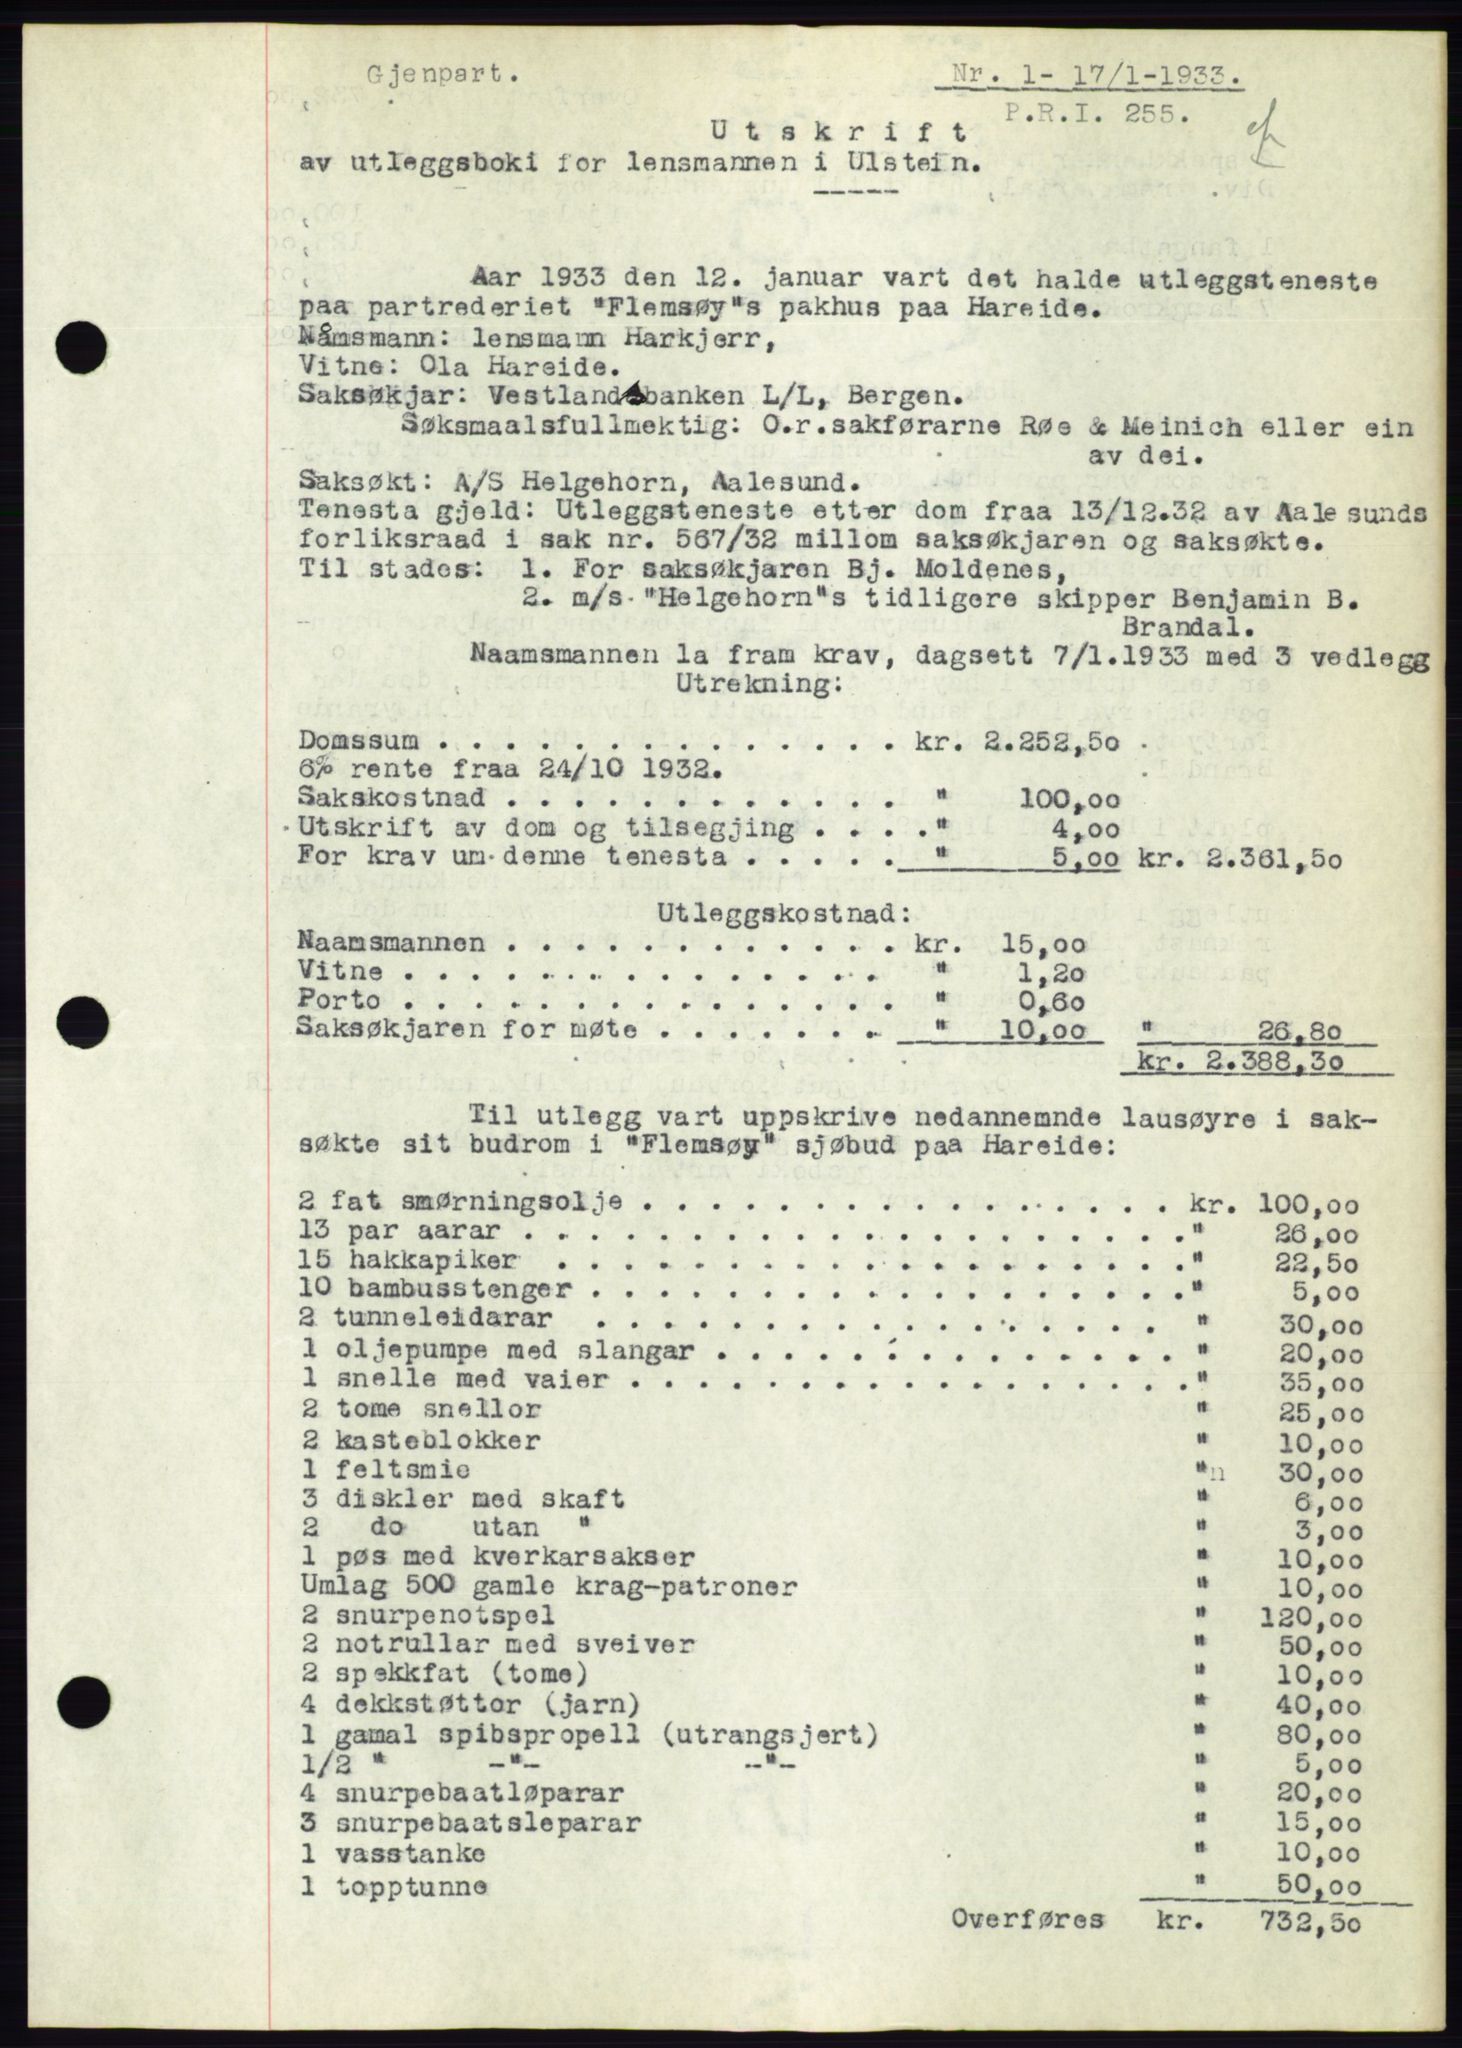 Gjenpart.
Nr. 1- 17/1-1933.
P.R.I. 255.
U t s k r i f t
av utleggsboki for lensmannen i Ulstein.
Aar 1933 den 12. januar vart det halde utleggsteneste
paa partrederiet "Flemsøy"s pakhus paa Hareide.
Nåmsmann: lensmann Harkjerr,
Vitne: Ola Hareide.
Saksøkjar: Vestlandsbanken L/L, Bergen.
Søksmaalsfullmektig: O.r.sakførarne Røe & Meinich eller ein
av dei.
Saksøkt: A/S Helgehorn, Aalesund.
Tenesta gjeld: Utleggsteneste etter dom fraa 13/12.32 av Aalesunds
forliksraad i sak nr. 567/32 millom saksøkjaren og saksøkte.
Til stades: 1. For saksøkjaren Bj. Moldenes,
2. m/s "Helgehorn"s tidligere skipper Benjamin B.
Brandal.
Naamsmannen la fram krav, dagsett 7/1.1933 med 3 vedlegg
Utrekning:
Domssum . . . . . . . . . . . . . . kr. 2.252,50
6% rente fraa 24/10 1932.
Sakskostnad . . . . . . . . . . . . " 100,00
Utskrift av dom og tilsegjing . . . . " 4,00
For krav um denne tenesta . . . . . " 5,00 kr. 2.361,50
Utleggskostnad:
Naamsmannen . . . . . . . . . . . . kr. 15,00
Vitne . . . . . . . . . . . . . . . " 1,20
Porto . . . . . . . . . . . . . . . " 0,60
Saksøkjaren for møte . . . . . . . " 10,00 " 26,80
kr. 2.388,30
Til utlegg vart uppskrive nedannemnde lausøyre i sak-
søkte sit budrom i "Flemsøy" sjøbud paa Hareide:
2 fat smørningsolje . . . . . . . . . . . . . . . . kr. 100,00
13 par aarar . . . . . . . . . . . . . . . . . . . . " 26,00
15 hakkapiker . . . . . . . . . . . . . . . . . . . " 22,50
10 bambusstenger . . . . . . . . . . . . . . . . . . " 5,00
2 tunneleidarar . . . . . . . . . . . . . . . . . " 30,00
1 oljepumpe med slangar . . . . . . . . . . . . . . " 20,00
1 snelle med vaier . . . . . . . . . . . . . . . . . " 35,00
2 tome snellor " 25,00
2 kasteblokker " 10,00
1 feltsmie " 30,00
3 diskler med skaft " 6,00
2 do utan " " 3,00
1 pøs med kverkarsakser " 10,00
Umlag 500 gamle krag-patroner " 10,00
2 snurpenotspel " 120,00
2 notrullar med sveiver " 50,00
2 spekkfat (tome) " 10,00
4 dekkstøttor (jarn) " 40,00
1 gamal spibspropell (utrangsjert) " 80,00
1/2 " -"- -"- " 5,00
4 snurpebaatløparar " 20,00
3 snurpebaatsleparar " 15,00
1 vasstanke " 10,00
1 topptunne " 50,00
Overføres kr. 732,50